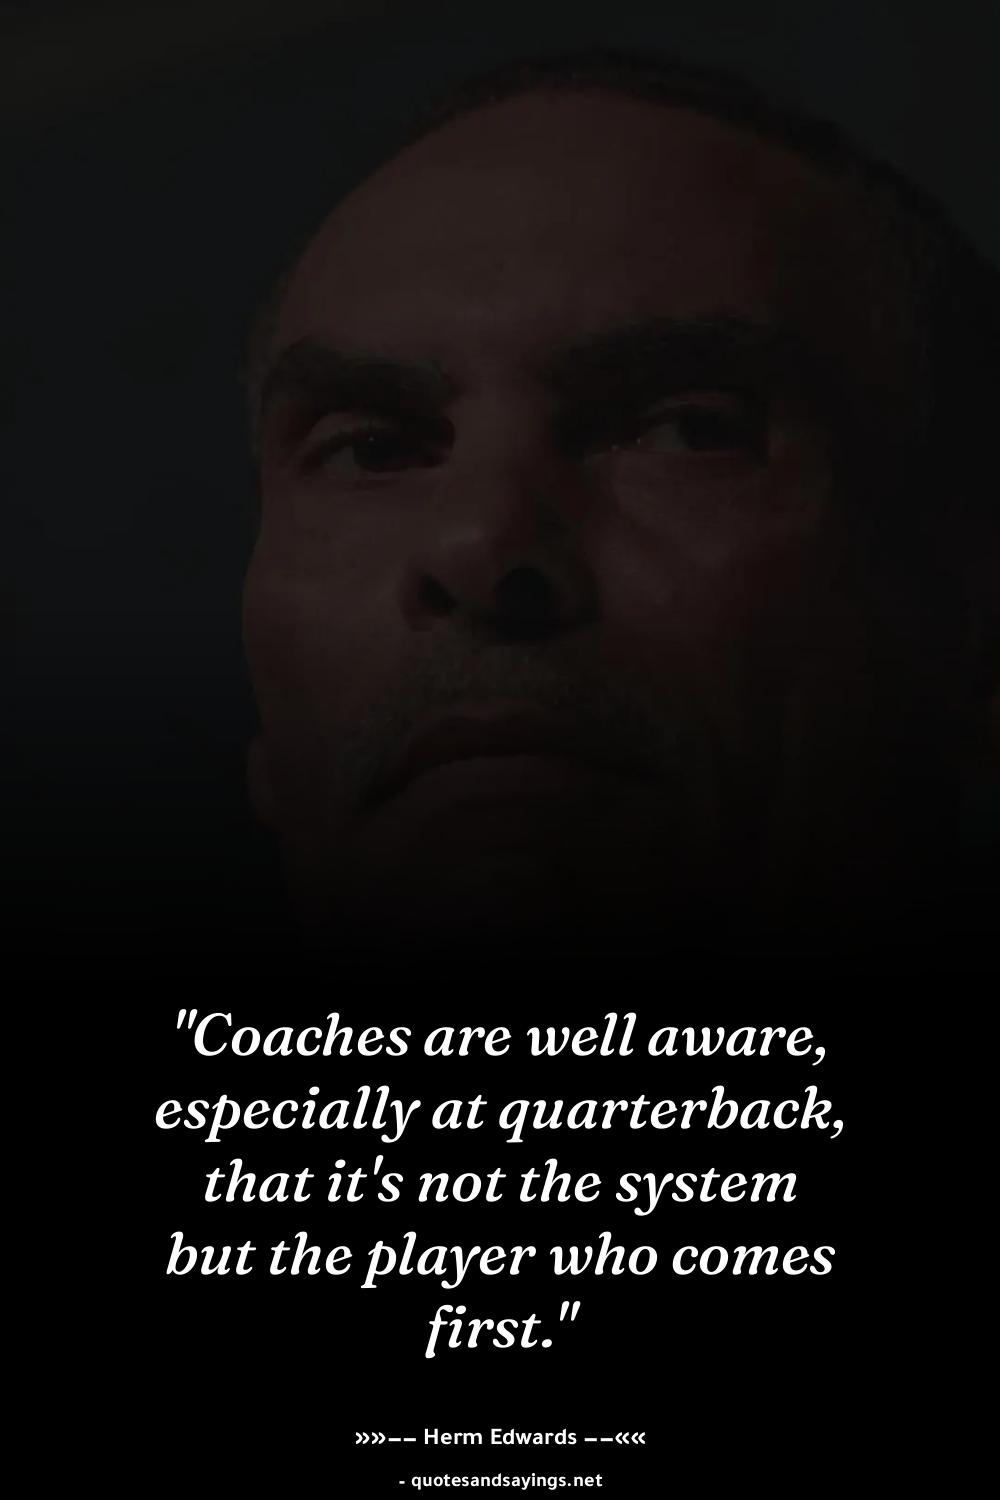 "Coaches are well aware,
especially at quarterback,
that it's not the system
but the player who comes
first."
»»−− Herm Edwards −−««
- quotesandsayings.net